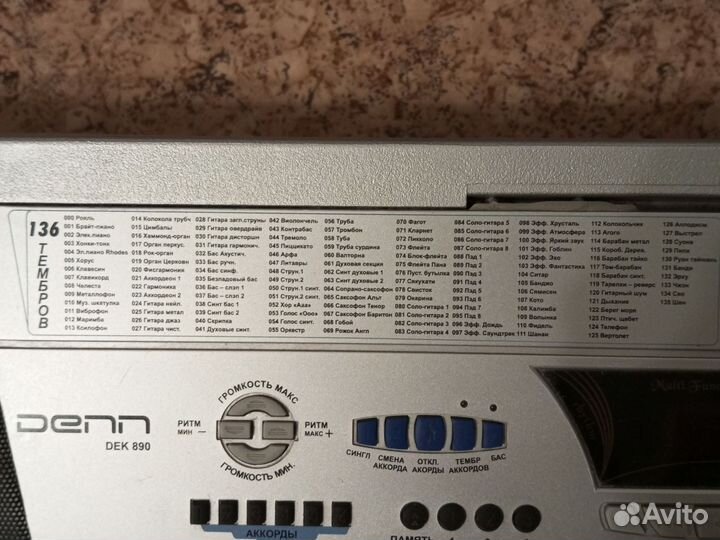 136
ТЕМБРОВ
000 Рояль
001 Брайт-пиано
002 Элек.пиано
003 Хонки-тонк
004 Эл.пиано Rhodes
005 Хорус
006 Клавесин
007 Клавикорд
008 Челеста
009 Металлофон
010 Муз. шкатулка
011 Виброфон
012 Маримба
013 Ксилофон
014 Колокола трубч
015 Цимбалы
016 Хаммонд-орган
017 Орган перкус.
018 Рок-орган
019 Орган Церковн
020 Фисгармония
021 Аккордеон 1
022 Гармоника
023 Аккордеон 2
024 Гитара нейл.
025 Гитара метал
026 Гитара джаз
027 Гитара чист.
028 Гитара загл.струны
029 Гитара овердрайв
030 Гитара дисторшн
031 Гитара гармонич.
032 Бас Акустич.
033 Бас ручн.
034 Бас синф.
035 Безладовый бас
036 Бас – слэп 1
037 Бас – слэп 2
038 Синт бас 1
039 Синт бас 2
040 Скрипка
041 Духовые синт.
042 Виолончель
043 Контрабас
044 Тремоло
045 Пиццикато
046 Арфа
047 Литавры
048 Струн.1
049 Струн.2
050 Струн.1 синт.
051 Струн.2 синт.
052 Хор «Ааа»
053 Голос «Ооо»
054 Голос синт.
055 Оркестр
056 Труба
057 Тромбон
058 Туба
059 Труба сурдина
060 Валторна
061 Духовая секция
062 Синт духовые 1
063 Синт духовые 2
064 Сопрано-саксофон
065 Саксофон Альт
066 Саксофон Тенор
067 Саксофон Баритон
068 Гобой
069 Рожок Англ
070 Фагот
071 Кларнет
072 Пикколо
073 Флейта
074 Блок-флейта
075 Флейта Пана
076 Пуст. бутылка
077 Сякухати
078 Свисток
079 Окарина
080 Соло-гитара 1
081 Соло-гитара 2
082 Соло-гитара 3
083 Соло-гитара 4
084 Соло-гитара 5
085 Соло-гитара 6
086 Соло-гитара 7
087 Соло-гитара 8
088 Пэд 1
089 Пэд 2
090 Пэд 3
091 Пэд 4
092 Пэд 5
093 Пэд 6
094 Пэд 7
095 Пэд 8
096 Эфф. Дождь
097 Эфф. Саундтрак
098 Эфф. Хрусталь
099 Эфф. Атмосфера
100 Эфф. Яркий звук
101 Эфф. Гоблин
102 Эфф. Эхо
103 Эфф. Фантастика
104 Ситар
105 Банджо
106 Сямисен
107 Кото
108 Калимба
109 Волынка
110 Фидель
111 Шанаи
112 Колокольчик
113 Агого
114 Барабан метал
115 Короб. Дерев.
116 Барабан тайко
117 Том-барабан
118 Барабан синт.
119 Тарелки – реверс
120 Гитарный шум
121 Дыхание
122 Берег моря
123 Птич. щебет
124 Телефон
125 Вертолет
126 Аплодисм
127 Выстрел
128 Суона
129 Пипа
131 Банди
132 Эрху
133 Чжэн
134 Сяо
135 Шен
DENN
DEK 890
ГРОМКОСТЬ МАКС
РИТМ
МИН –
РИТМ
МАКС +
ГРОМКОСТЬ МИН.
АККОРДЫ
СИНГЛ
СМЕНА АККОРДА
ОТКЛ. АКОРДЫ
ТЕМБР АККОРДОВ
БАС
ПАМЯТЬ
Avito